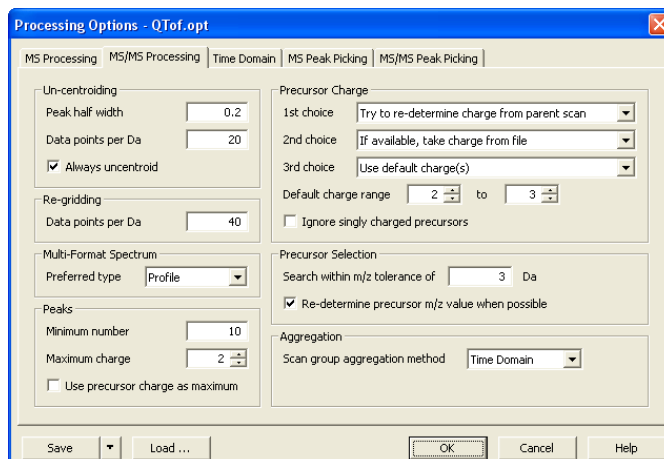 Processing Options - QTof.opt
MS Processing MS/MS Processing Time Domain MS Peak Picking MS/MS Peak Picking
Un-centroiding
Peak half width 0.2
Data points per Da 20
Always uncentroid
Re-gridding
Data points per Da 40
Multi-Format Spectrum
Preferred type Profile
Peaks
Minimum number 10
Maximum charge 2
Use precursor charge as maximum
Precursor Charge
1st choice Try to re-determine charge from parent scan
2nd choice If available, take charge from file
3rd choice Use default charge(s)
Default charge range 2 to 3
Ignore singly charged precursors
Precursor Selection
Search within m/z tolerance of 3 Da
Re-determine precursor m/z value when possible
Aggregation
Scan group aggregation method Time Domain
Save Load ... OK Cancel Help